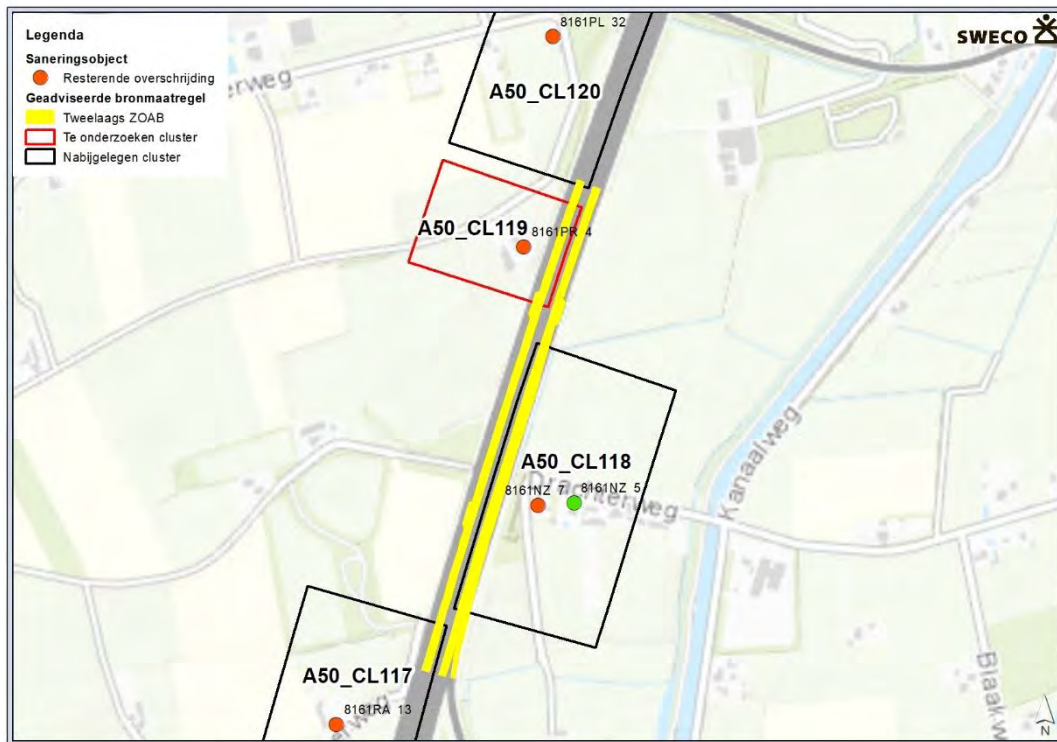 Legenda
Saneringsobject
Resterende overschrijding
Geadviseerde bronmaatregel
Tweelaags ZOAB
Te onderzoeken cluster
Nabijgelegen cluster
SWECO
8161PL 32
A50_CL120
A50_CL119
8161PR 4
A50_CL118
8161NZ 7
8161NZ 5
Drachterweg
Kanaalweg
A50_CL117
8161RA 13
N